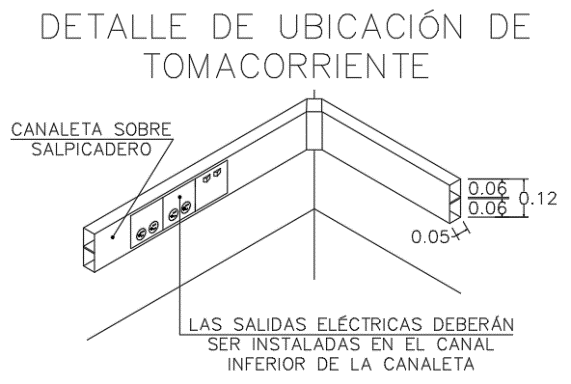 DETALLE DE UBICACIÓN DE
TOMACORRIENTE
CANALETA SOBRE
SALPICADERO
0.06
0.06
0.12
0.05
LAS SALIDAS ELÉCTRICAS DEBERÁN
SER INSTALADAS EN EL CANAL
INFERIOR DE LA CANALETA